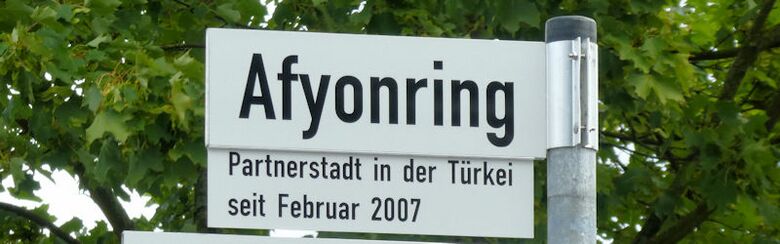 Afyonring
Partnerstadt in der Türkei
seit Februar 2007